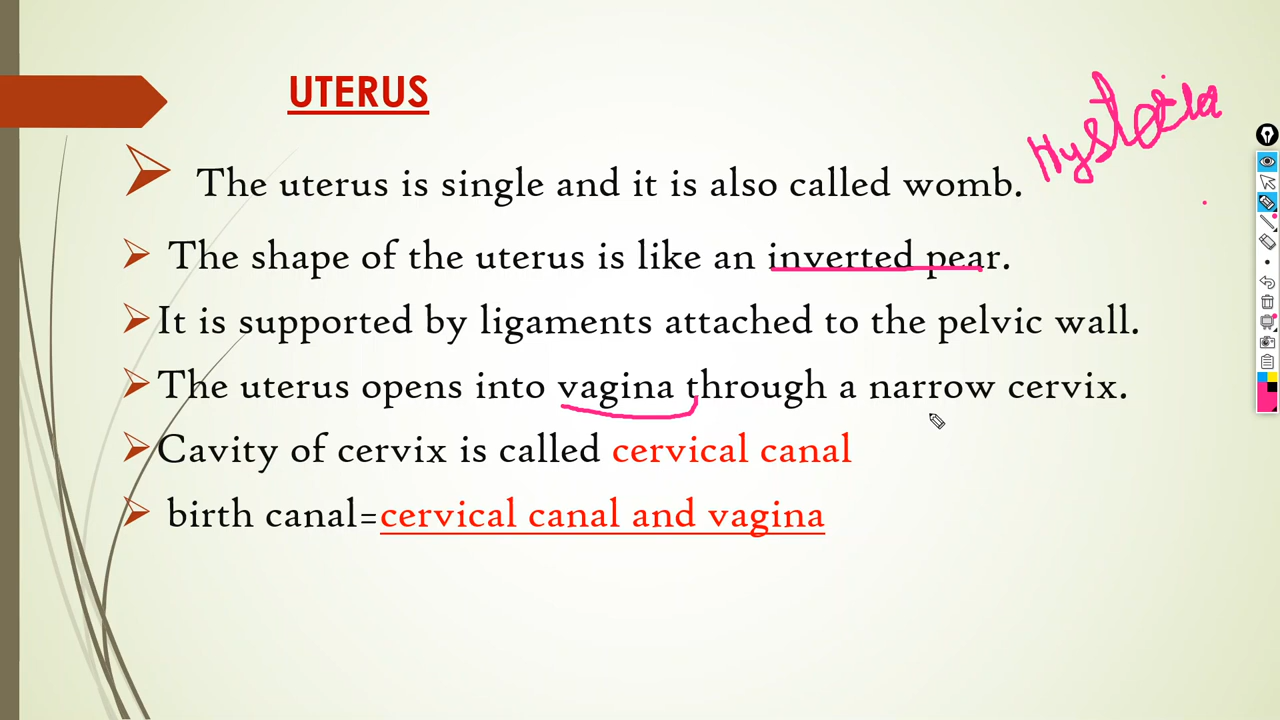 UTERUS
The uterus is single and it is also called womb.
Hysteria
The shape of the uterus is like an inverted pear.
It is supported by ligaments attached to the pelvic wall.
The uterus opens into vagina through a narrow cervix.
Cavity of cervix is called cervical canal
birth canal=cervical canal and vagina